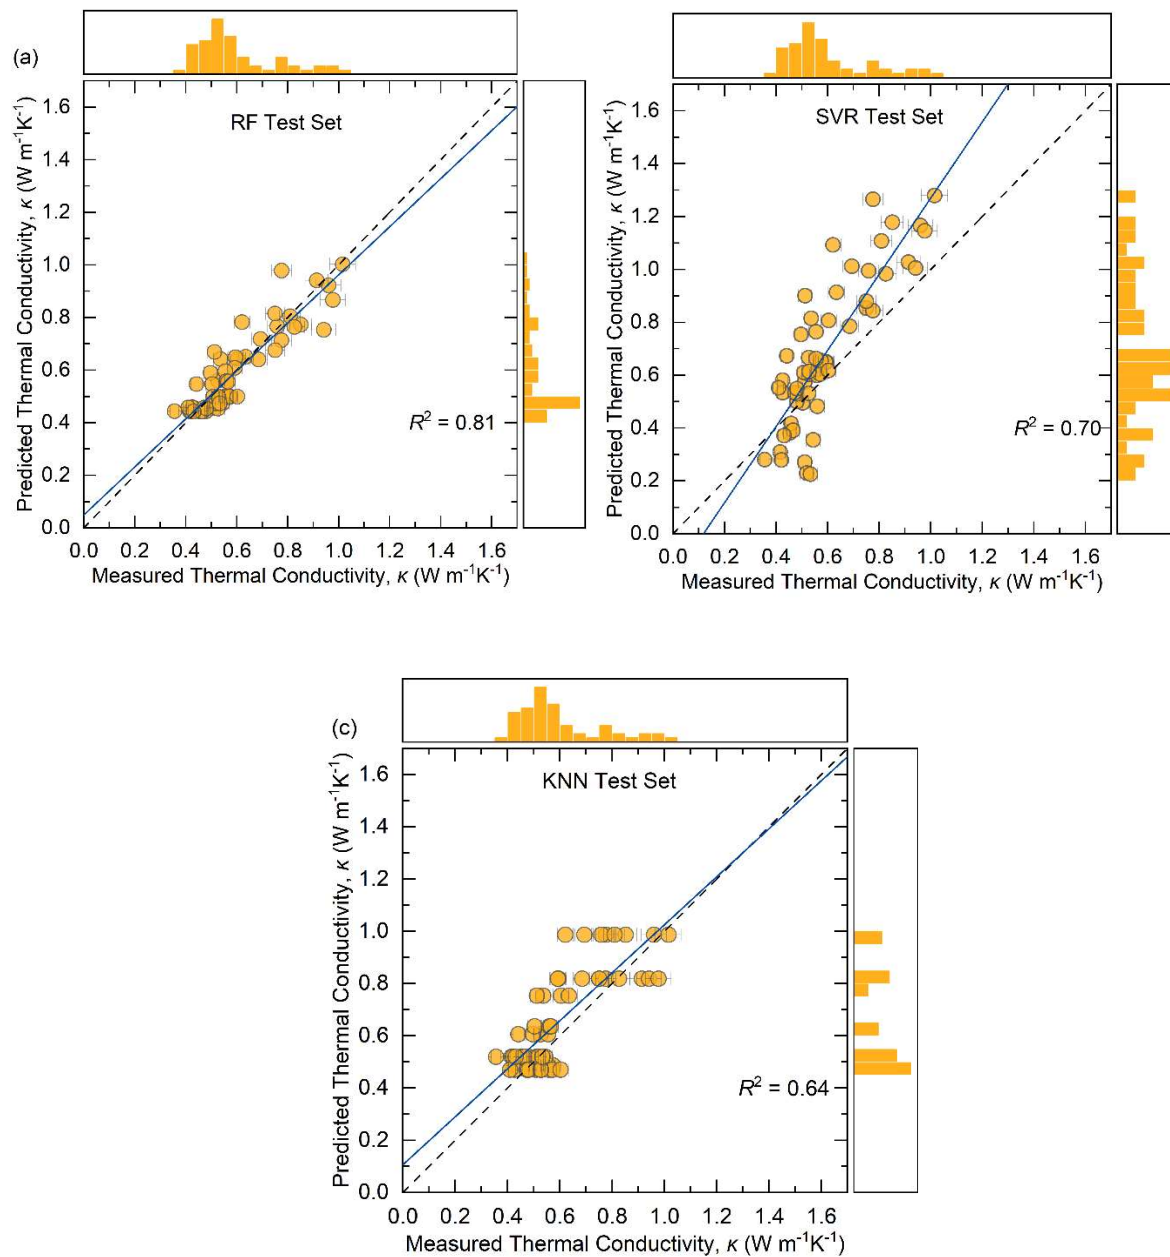 (a)
RF Test Set
1.6
1.4
1.2
1.0
0.8
0.6
0.4
0.2
0.0
Predicted Thermal Conductivity, κ (W m⁻¹K⁻¹)
R² = 0.81
0.0 0.2 0.4 0.6 0.8 1.0 1.2 1.4 1.6
Measured Thermal Conductivity, κ (W m⁻¹K⁻¹)
SVR Test Set
1.6
1.4
1.2
1.0
0.8
0.6
0.4
0.2
0.0
Predicted Thermal Conductivity, κ (W m⁻¹K⁻¹)
R² = 0.70
0.0 0.2 0.4 0.6 0.8 1.0 1.2 1.4 1.6
Measured Thermal Conductivity, κ (W m⁻¹K⁻¹)
(c)
KNN Test Set
1.6
1.4
1.2
1.0
0.8
0.6
0.4
0.2
0.0
Predicted Thermal Conductivity, κ (W m⁻¹K⁻¹)
R² = 0.64
0.0 0.2 0.4 0.6 0.8 1.0 1.2 1.4 1.6
Measured Thermal Conductivity, κ (W m⁻¹K⁻¹)